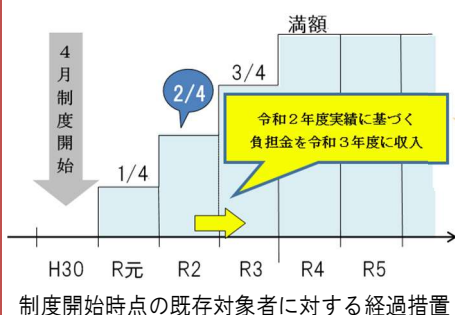 満額
4月制度開始
3/4
2/4
令和2年度実績に基づく
負担金を令和3年度に収入
1/4
H30 R元 R2 R3 R4 R5
制度開始時点の既存対象者に対する経過措置